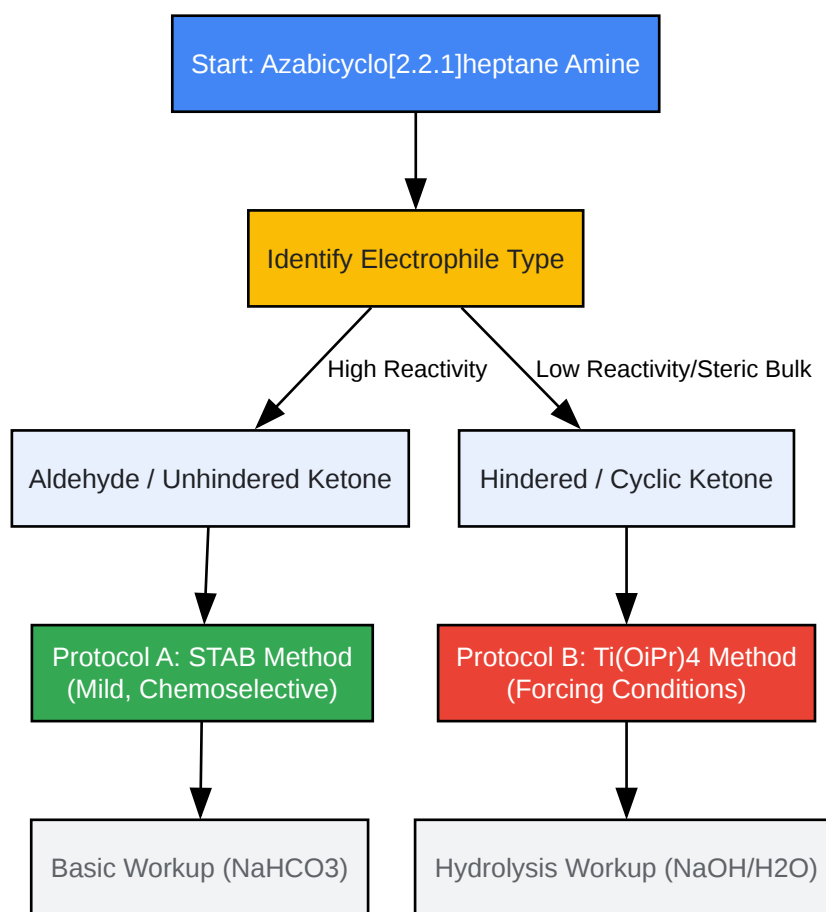 Start: Azabicyclo[2.2.1]heptane Amine
Identify Electrophile Type
High Reactivity
Low Reactivity/Steric Bulk
Aldehyde / Unhindered Ketone
Hindered / Cyclic Ketone
Protocol A: STAB Method
(Mild, Chemoselective)
Protocol B: Ti(OiPr)4 Method
(Forcing Conditions)
Basic Workup (NaHCO3)
Hydrolysis Workup (NaOH/H2O)